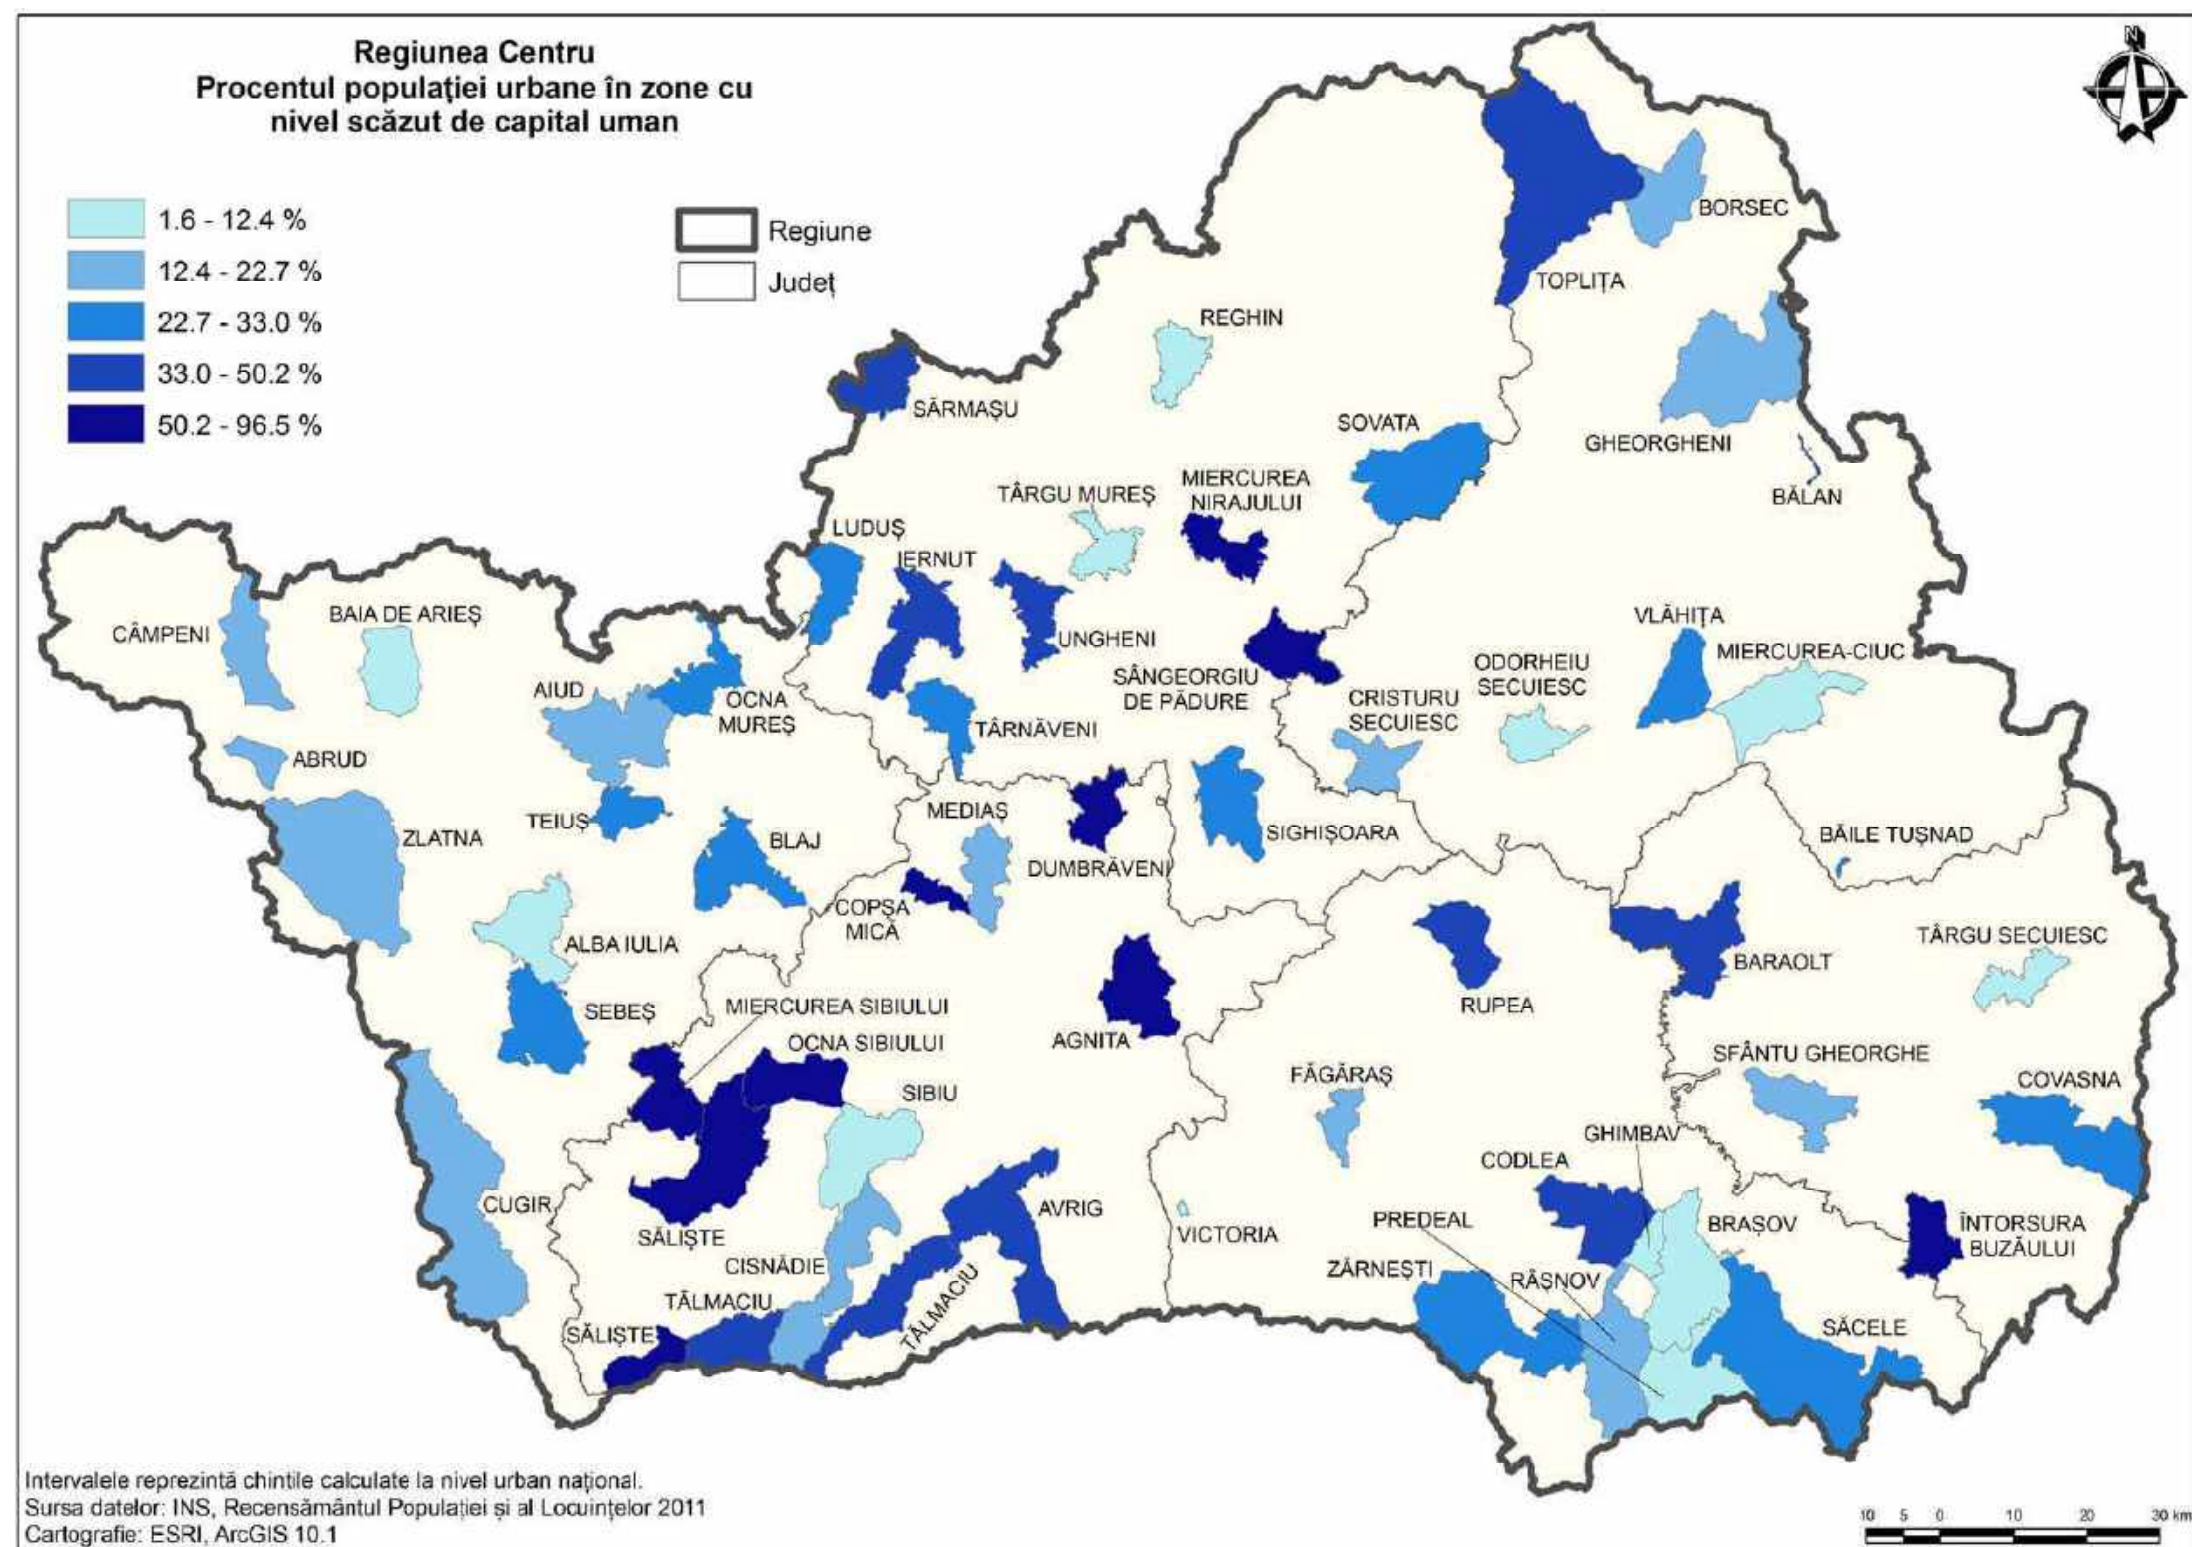 Regiunea Centru
Procentul populaţiei urbane în zone cu
nivel scăzut de capital uman
N
1.6 - 12.4 %
12.4 - 22.7 %
22.7 - 33.0 %
33.0 - 50.2 %
50.2 - 96.5 %
Regiune
Județ
BORSEC
TOPLIȚA
REGHIN
SĂRMAȘU
SOVATA
GHEORGHENI
BĂLAN
TÂRGU MUREȘ
MIERCUREA
NIRAJULUI
LUDUȘ
IERNUT
UNGHENI
CÂMPENI
BAIA DE ARIEȘ
VLĂHIȚA
MIERCUREA-CIUC
ODORHEIU
SECUIESC
SÂNGEORGIU
DE PĂDURE
CRISTURU
SECUIESC
AIUD
OCNA
MUREȘ
TÂRNĂVENI
ABRUD
ZLATNA
TEIUȘ
BLAJ
MEDIAȘ
DUMBRĂVENI
SIGHIȘOARA
BĂILE TUȘNAD
COPȘA
MICĂ
ALBA IULIA
TÂRGU SECUIESC
BARAOLT
RUPEA
SEBEȘ
MIERCUREA SIBIULUI
OCNA SIBIULUI
AGNITA
SFÂNTU GHEORGHE
COVASNA
FĂGĂRAȘ
SIBIU
GHIMBAV
CODLEA
CUGIR
AVRIG
SĂLIȘTE
VICTORIA
PREDEAL
BRAȘOV
ÎNTORSURA
BUZĂULUI
CISNĂDIE
ZĂRNEȘTI
RÂȘNOV
TĂLMACIU
TĂLMACIU
SĂLIȘTE
SĂCELE
Intervalele reprezintă chintile calculate la nivel urban național.
Sursa datelor: INS, Recensământul Populației și al Locuințelor 2011
Cartografie: ESRI, ArcGIS 10.1
10 5 0 10 20 30 km